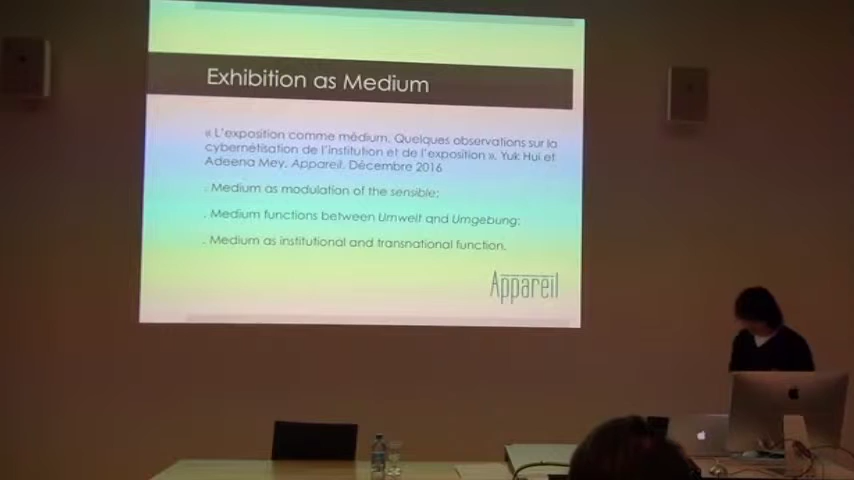 Exhibition as Medium
« L'exposition comme médium. Quelques observations sur la
cybernétisation de l'institution et de l'exposition ». Yuk Hui et
Adeena Mey. Appareil. Décembre 2016
. Medium as modulation of the sensible;
. Medium functions between Umwelt and Umgebung;
. Medium as institutional and transnational function.
Appareil